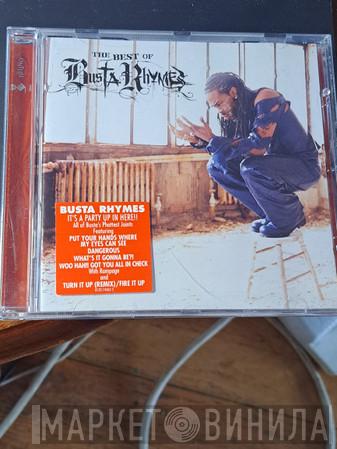 THE BEST OF
BUSTA RHYMES
BUSTA RHYMES
IT'S A PARTY UP IN HERE!!
All of Busta's Phattest Joints
Featuring
PUT YOUR HANDS WHERE
MY EYES CAN SEE
DANGEROUS
WHAT'S IT GONNA BE?!
WOO HAH!! GOT YOU ALL IN CHECK
With Rampage
and
TURN IT UP (REMIX)/FIRE IT UP
МАРКЕТ ВИНИЛА